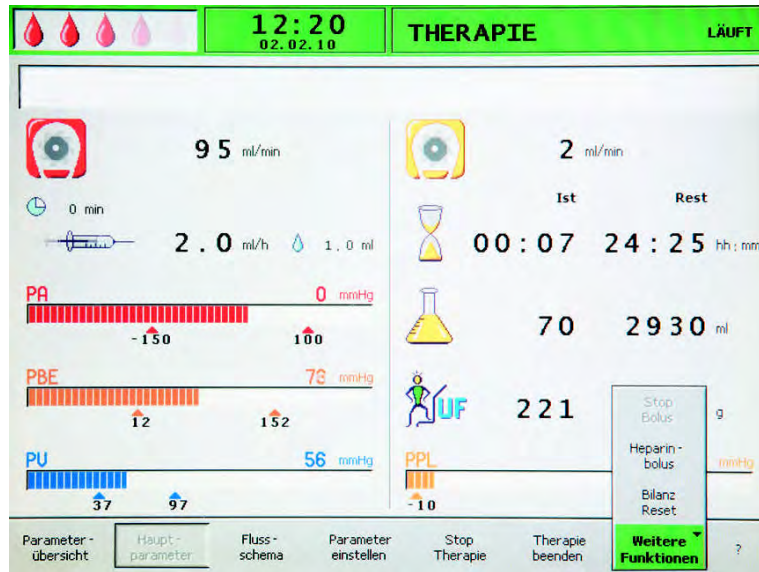 12:20
02.02.10
THERAPIE
LÄUFT
95 ml/min
2 ml/min
0 min
Ist Rest
2.0 ml/h 1.0 ml
00:07 24:25 hh:mm
PA 0 mmHg
-150 100
70 2930 ml
PBE mmHg
12 152
UF 221 g
PV 56 mmHg
37 97
PPL mmHg
-10
Stop
Bolus
Heparin-
bolus
Bilanz
Reset
Weitere
Funktionen
Parameter-
übersicht
Haupt-
parameter
Fluss-
schema
Parameter
einstellen
Stop
Therapie
Therapie
beenden
?